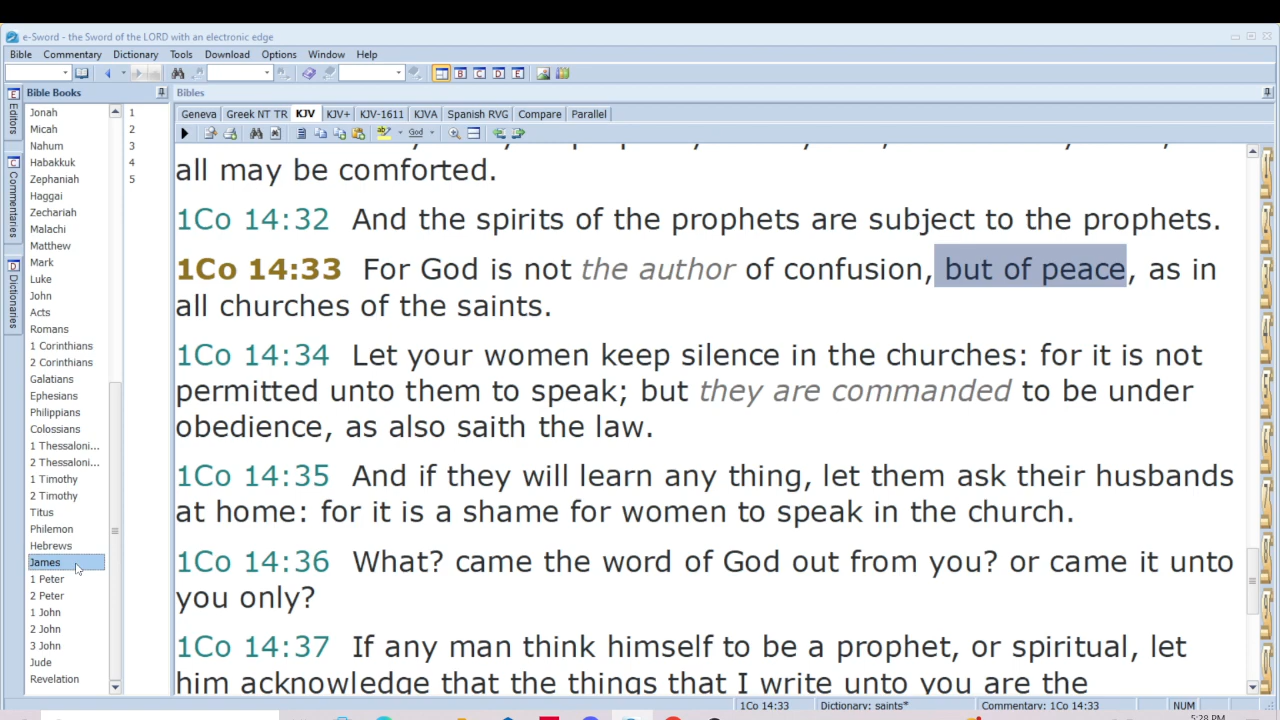 e-Sword - the Sword of the LORD with an electronic edge
Bible Commentary Dictionary Tools Download Options Window Help
B C D E
Bible Books
Bibles
Editors
Commentaries
Dictionaries
Geneva Greek NT TR KJV KJV+ KJV-1611 KJVA Spanish RVG Compare Parallel
God
Jonah
Micah
Nahum
Habakkuk
Zephaniah
Haggai
Zechariah
Malachi
Matthew
Mark
Luke
John
Acts
Romans
1 Corinthians
2 Corinthians
Galatians
Ephesians
Philippians
Colossians
1 Thessaloni...
2 Thessaloni...
1 Timothy
2 Timothy
Titus
Philemon
Hebrews
James
1 Peter
2 Peter
1 John
2 John
3 John
Jude
Revelation
1
2
3
4
5
all may be comforted.
1Co 14:32 And the spirits of the prophets are subject to the prophets.
1Co 14:33 For God is not the author of confusion, but of peace, as in
all churches of the saints.
1Co 14:34 Let your women keep silence in the churches: for it is not
permitted unto them to speak; but they are commanded to be under
obedience, as also saith the law.
1Co 14:35 And if they will learn any thing, let them ask their husbands
at home: for it is a shame for women to speak in the church.
1Co 14:36 What? came the word of God out from you? or came it unto
you only?
1Co 14:37 If any man think himself to be a prophet, or spiritual, let
him acknowledge that the things that I write unto you are the
1Co 14:33 Dictionary: saints* Commentary: 1Co 14:33 NUM
5:28 PM